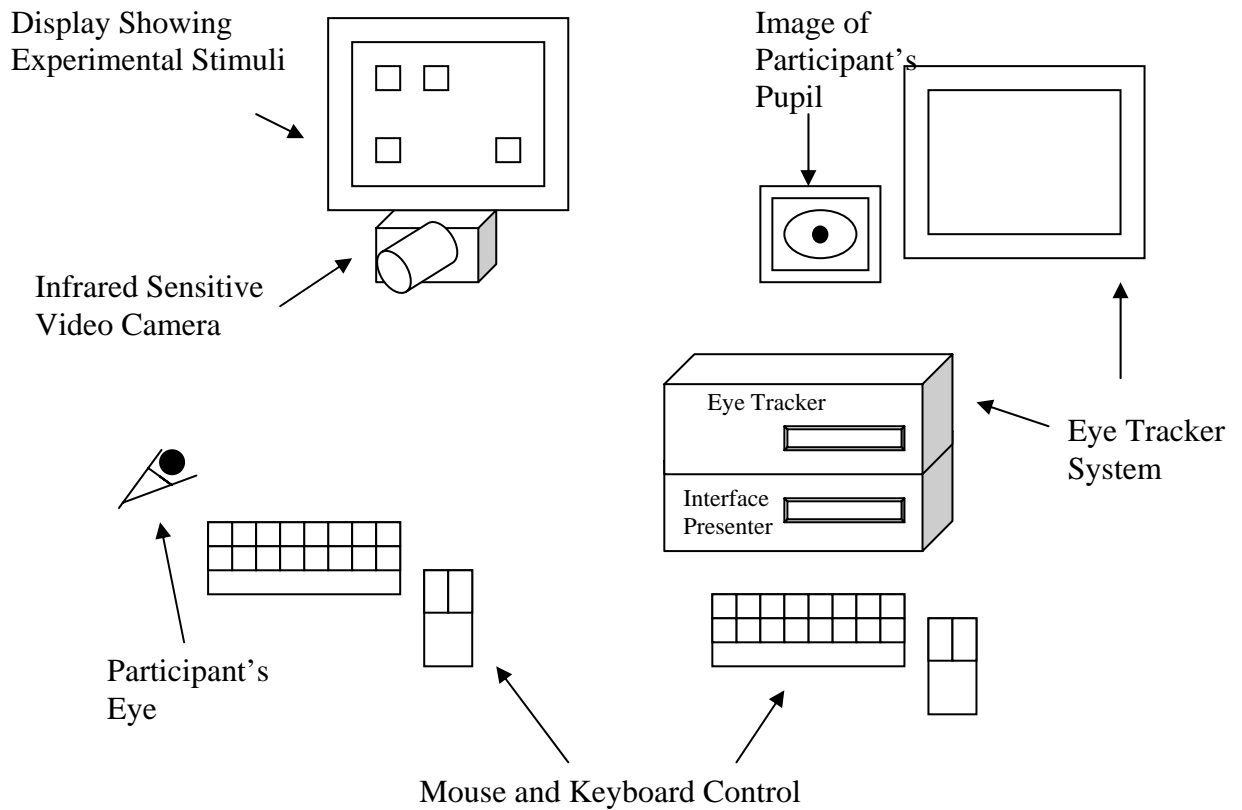 Display Showing
Experimental Stimuli
Image of
Participant’s
Pupil
Infrared Sensitive
Video Camera
Eye Tracker
Interface
Presenter
Eye Tracker
System
Participant’s
Eye
Mouse and Keyboard Control